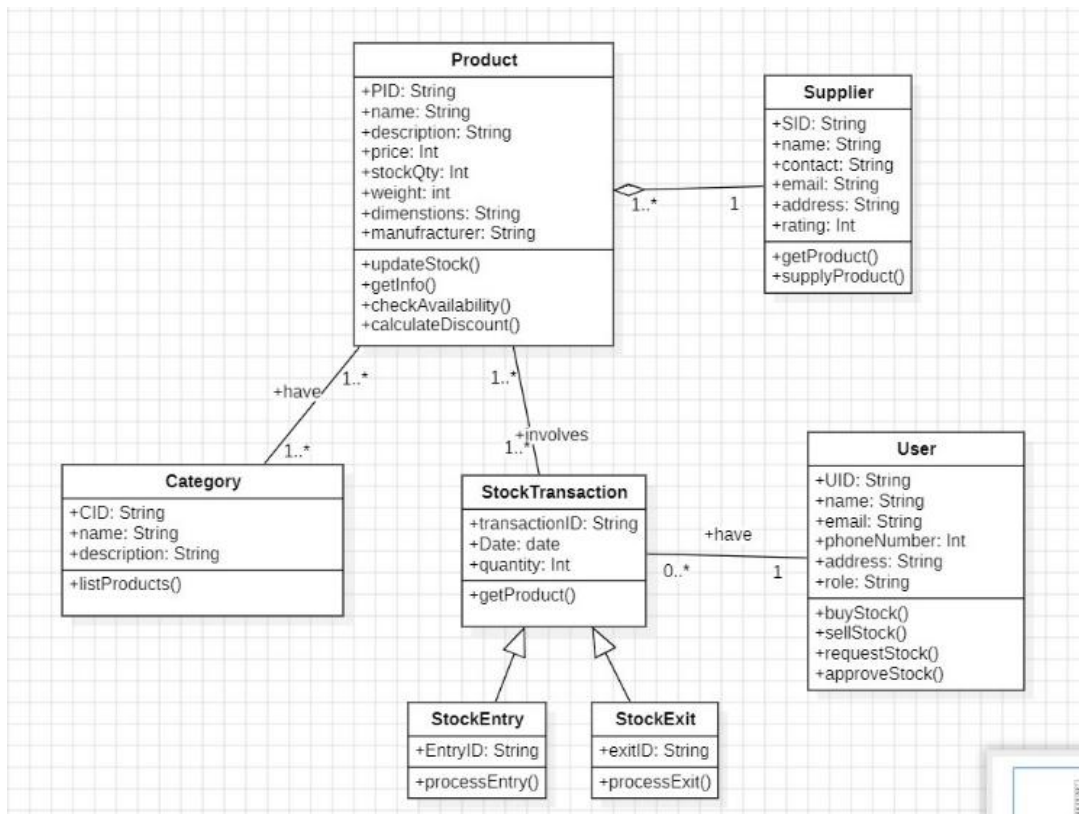 Product
+PID: String
+name: String
+description: String
+price: Int
+stockQty: Int
+weight: int
+dimenstions: String
+manufracturer: String
+updateStock()
+getInfo()
+checkAvailability()
+calculateDiscount()
Supplier
+SID: String
+name: String
+contact: String
+email: String
+address: String
+rating: Int
+getProduct()
+supplyProduct()
1..*
1
+have
1..*
1..*
1..*
+involves
1..*
Category
+CID: String
+name: String
+description: String
+listProducts()
StockTransaction
+transactionID: String
+Date: date
+quantity: Int
+getProduct()
+have
0..*
1
User
+UID: String
+name: String
+email: String
+phoneNumber: Int
+address: String
+role: String
+buyStock()
+sellStock()
+requestStock()
+approveStock()
StockEntry
+EntryID: String
+processEntry()
StockExit
+exitID: String
+processExit()